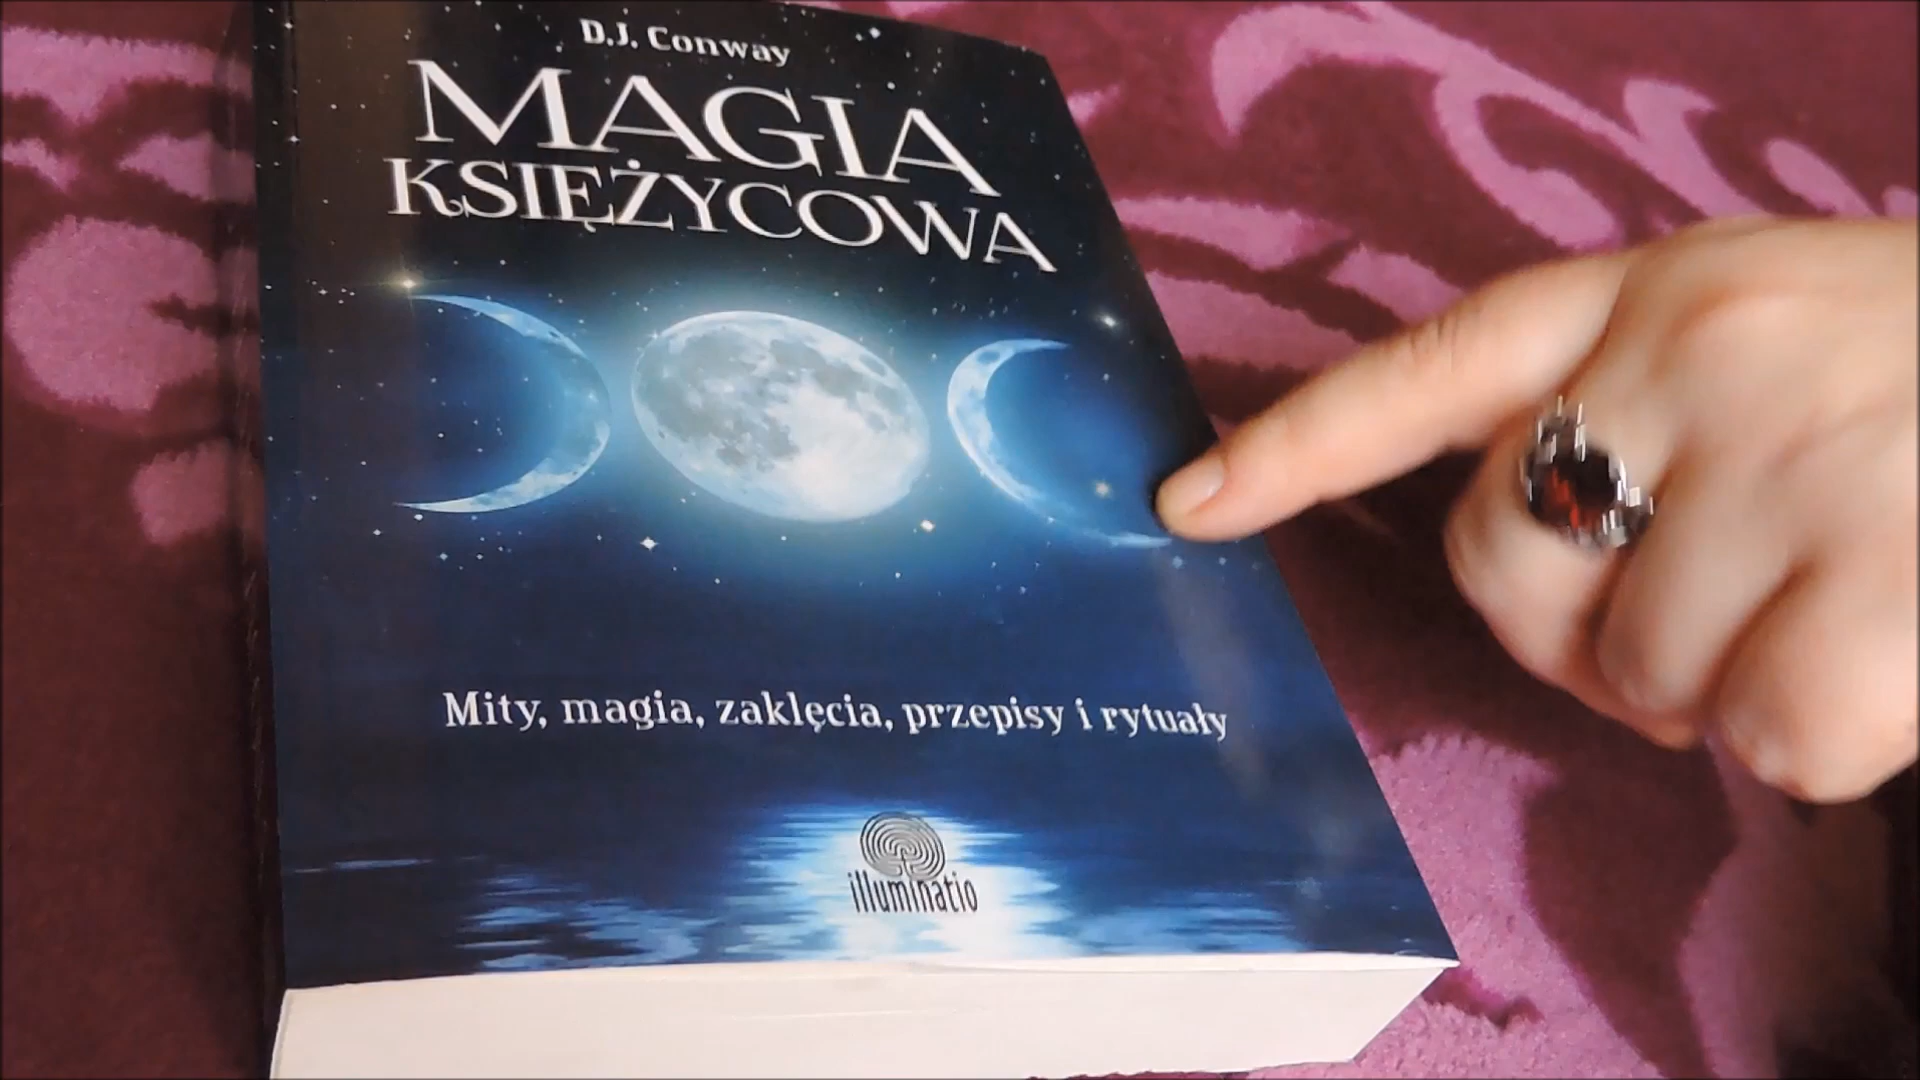 D.J. Conway
MAGIA
KSIĘŻYCOWA
Mity, magia, zaklęcia, przepisy i rytuały
illuminatio